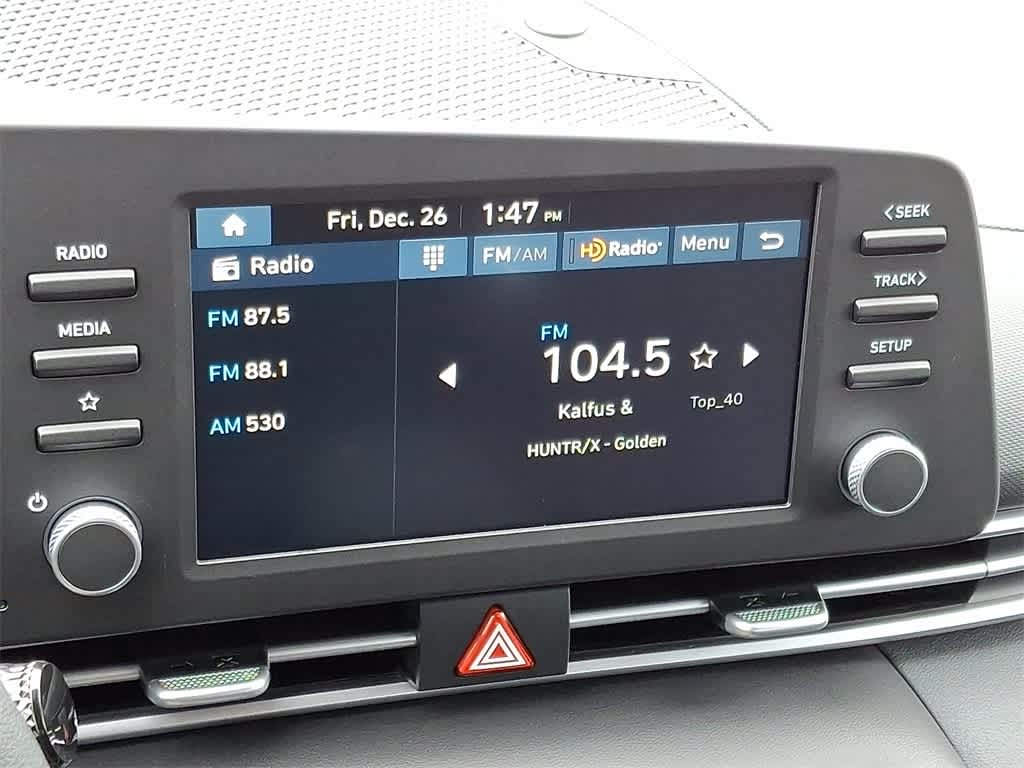 Fri, Dec. 26 1:47 PM
Radio
FM/AM
HD Radio
Menu
FM 87.5
FM 88.1
AM 530
FM
104.5
Kalfus &
Top_40
HUNTR/X - Golden
RADIO
MEDIA
<SEEK
TRACK>
SETUP